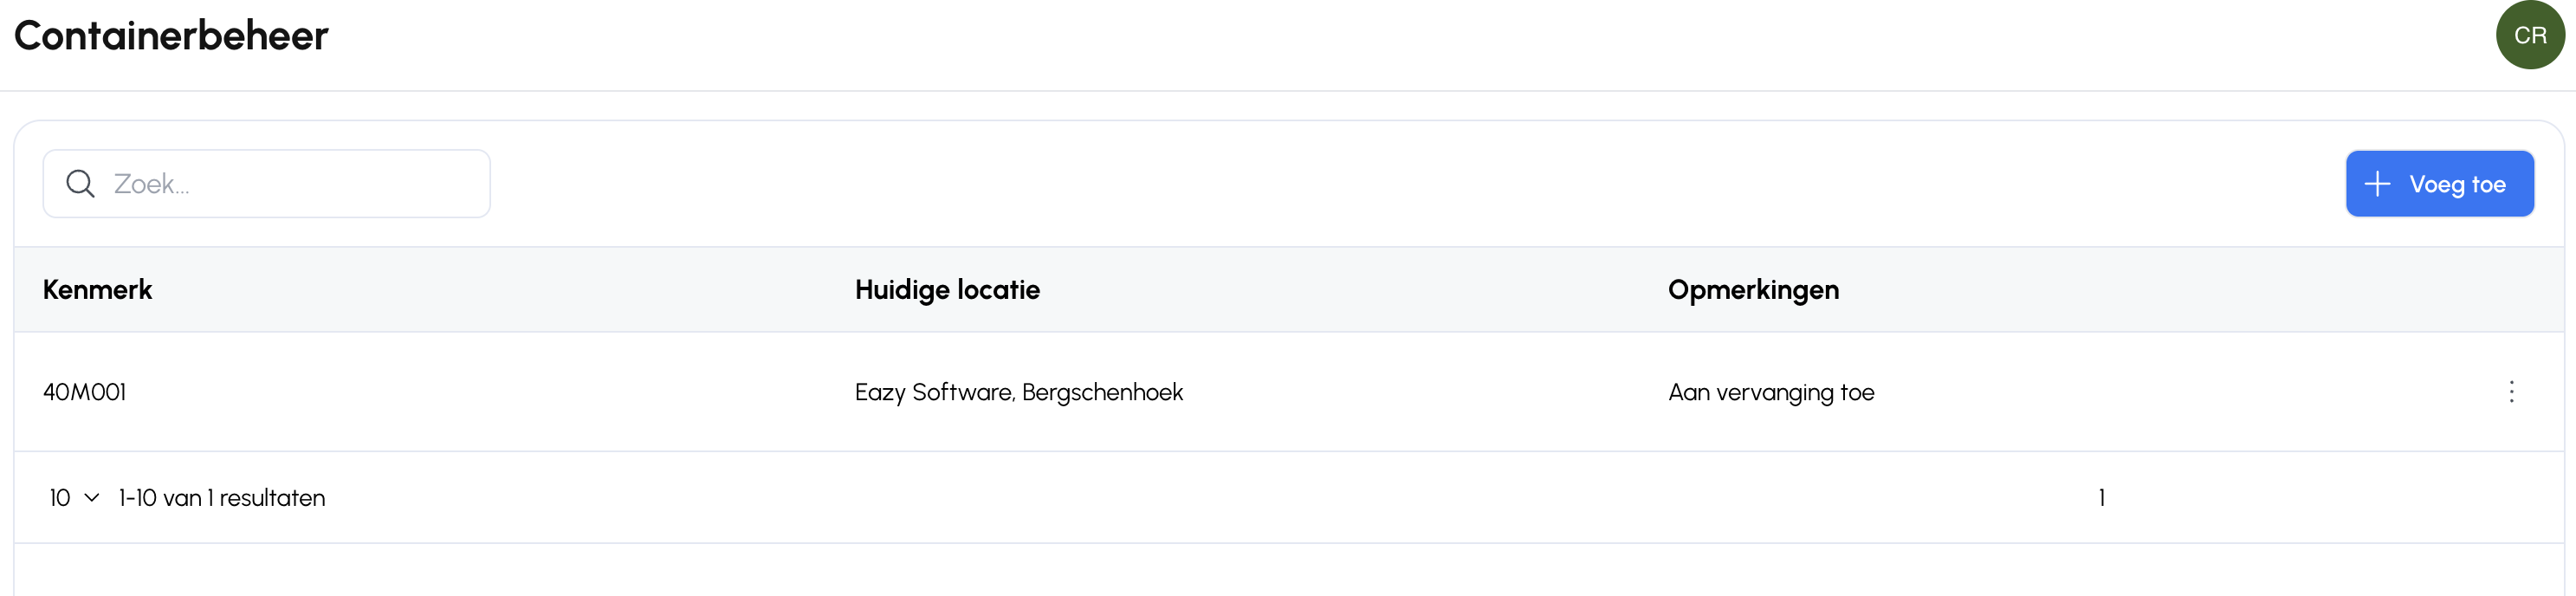 Containerbeheer
CR
Zoek...
Voeg toe
Kenmerk Huidige locatie Opmerkingen
40M001 Eazy Software, Bergschenhoek Aan vervanging toe
10 1-10 van 1 resultaten 1